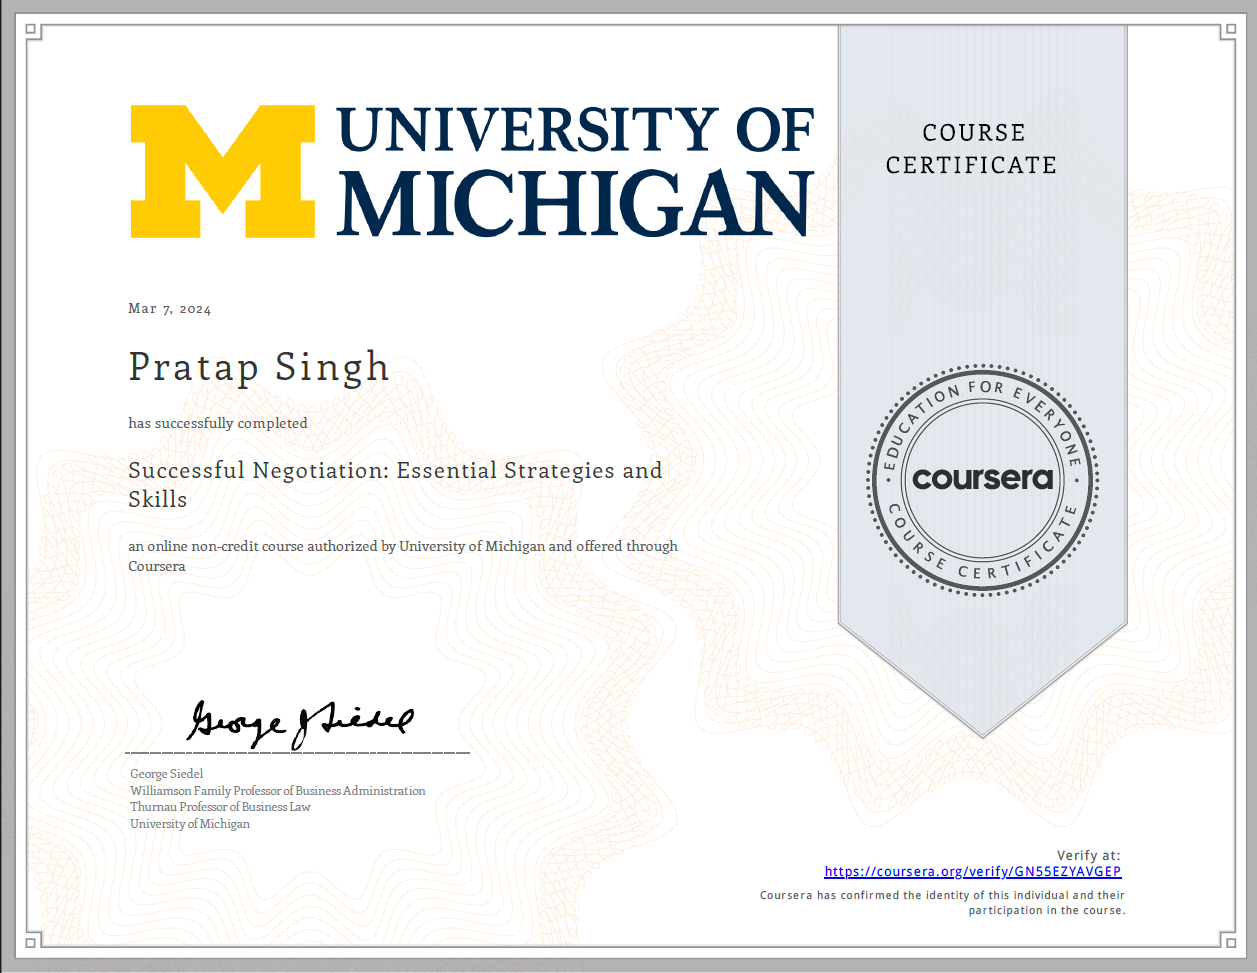 UNIVERSITY OF
MICHIGAN
COURSE
CERTIFICATE
Mar 7, 2024
Pratap Singh
has successfully completed
Successful Negotiation: Essential Strategies and
Skills
an online non-credit course authorized by University of Michigan and offered through
Coursera
EDUCATION FOR EVERYONE
coursera
COURSE CERTIFICATE
George J Siedel
George Siedel
Williamson Family Professor of Business Administration
Thurnau Professor of Business Law
University of Michigan
Verify at:
https://coursera.org/verify/GN55EZYAVGEP
Coursera has confirmed the identity of this individual and their
participation in the course.